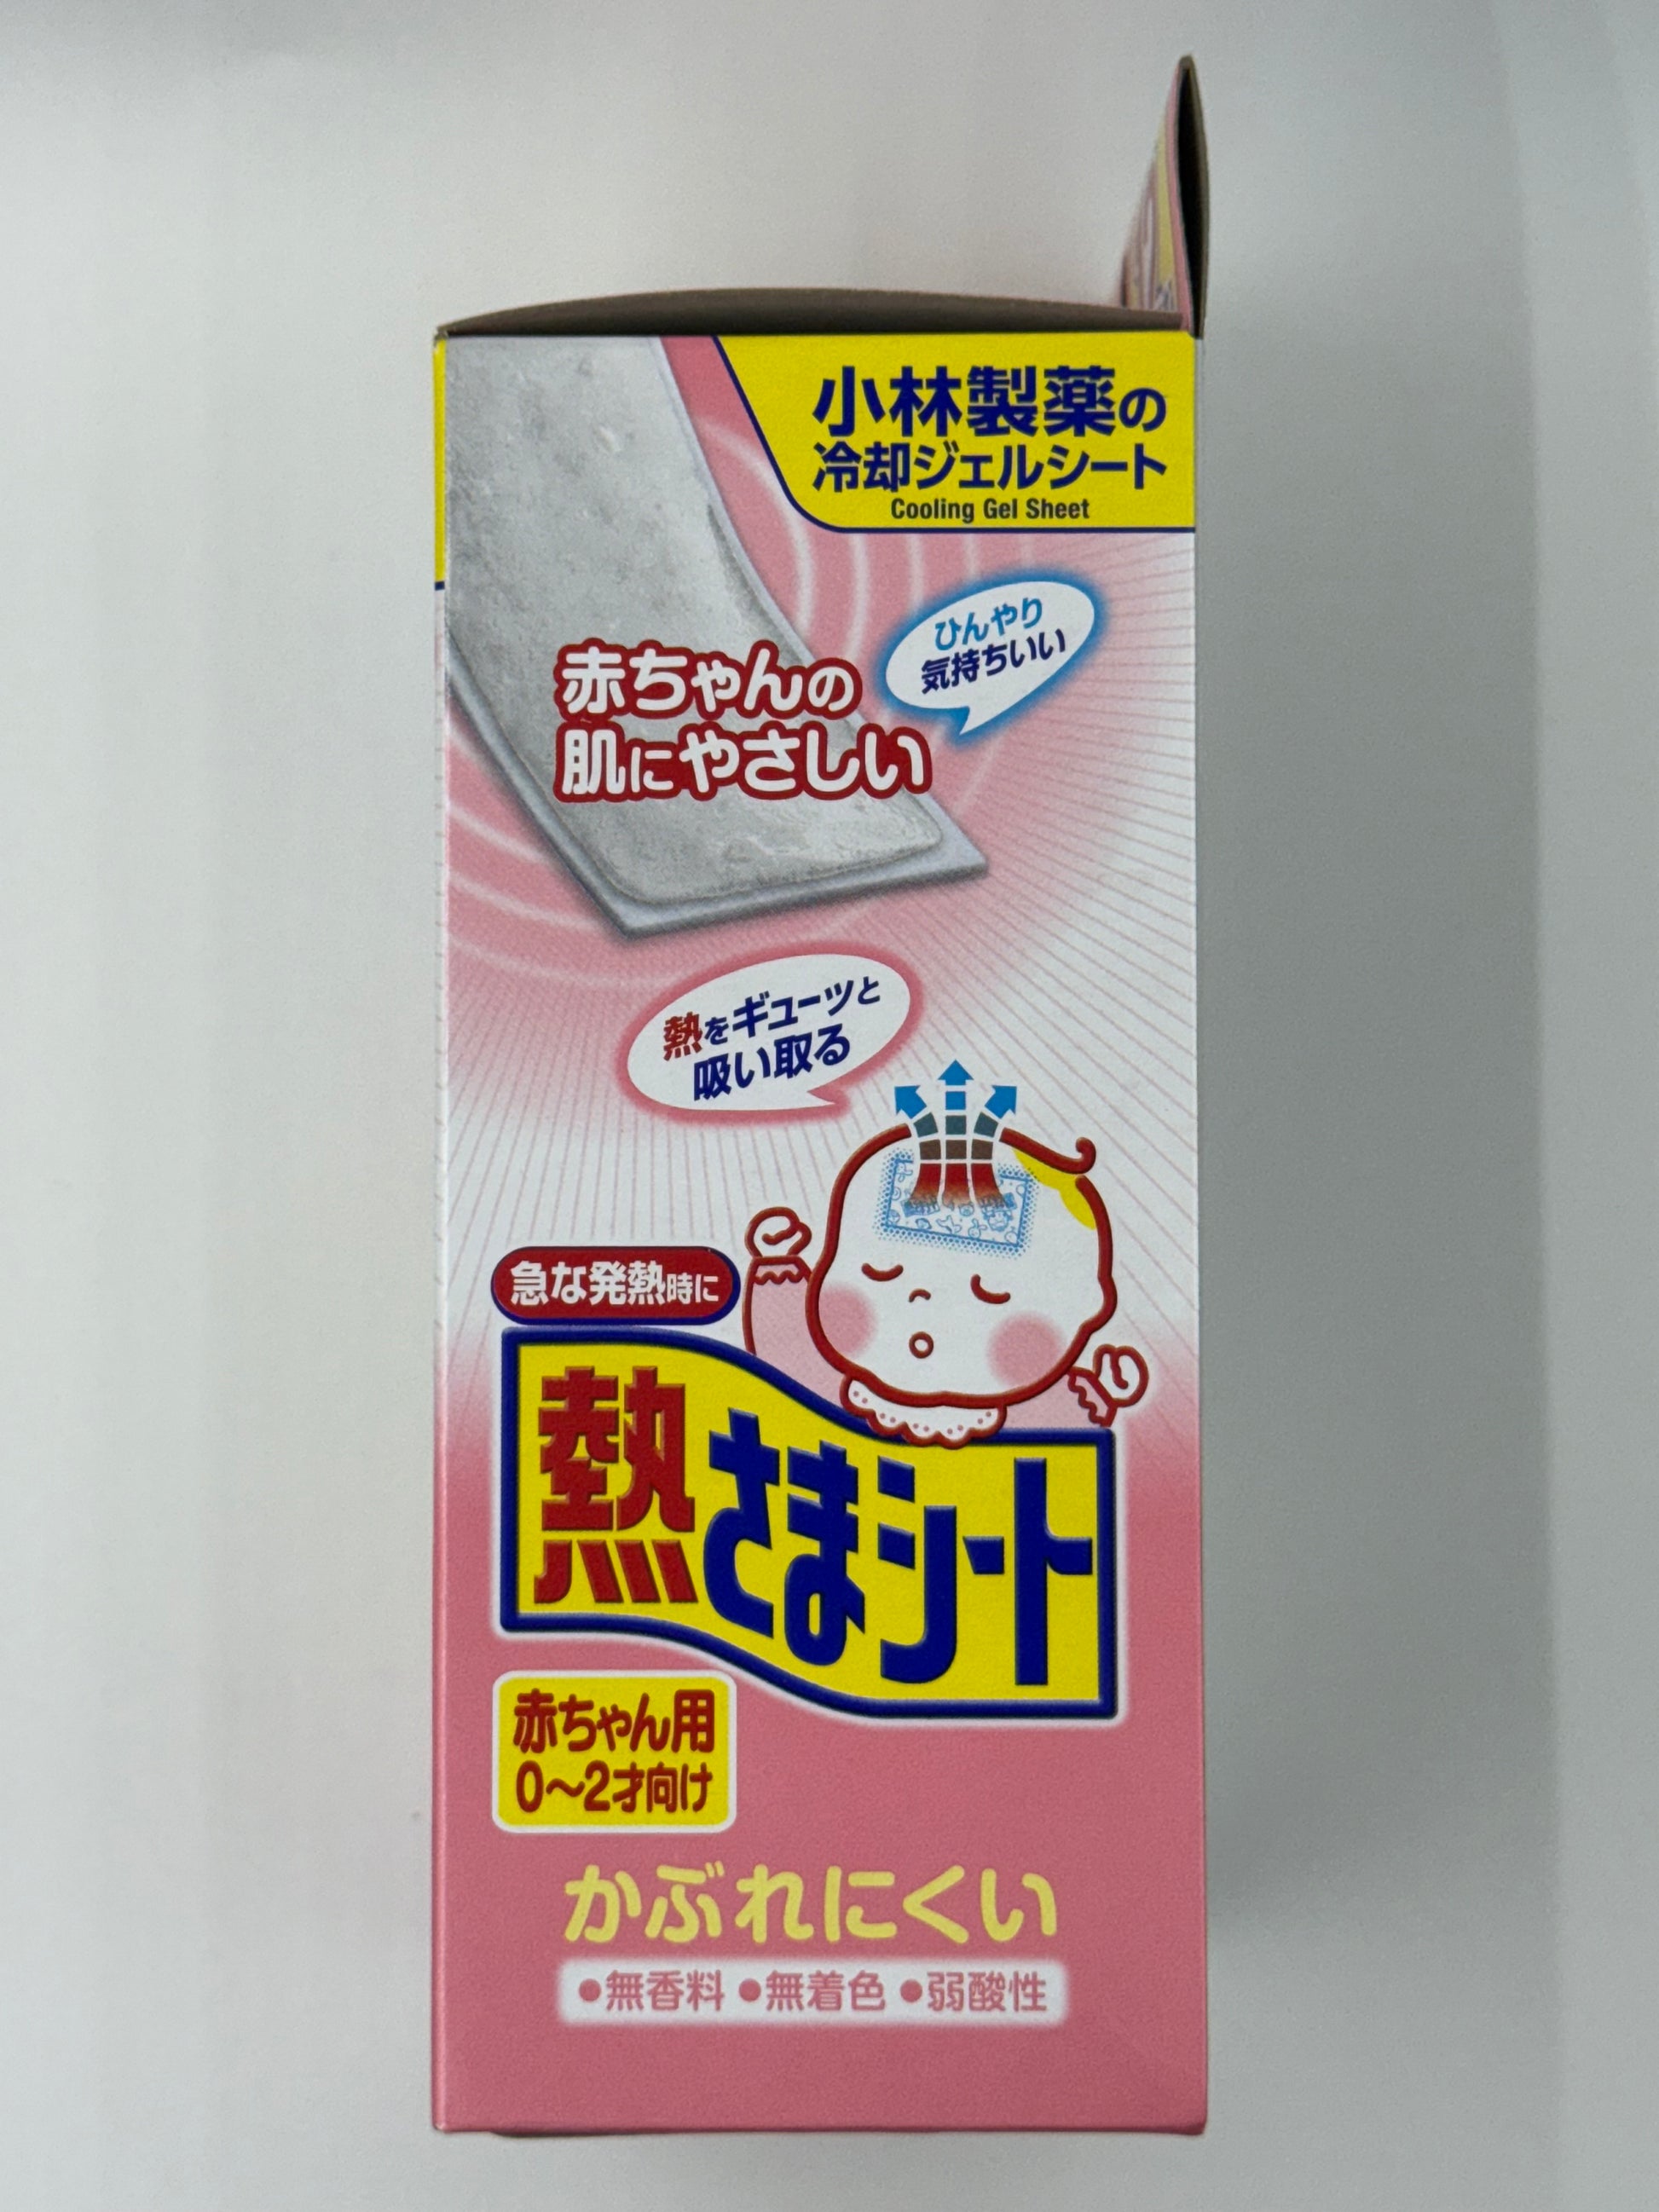 小林製薬の
冷却ジェルシート
Cooling Gel Sheet
ひんやり
気持ちいい
赤ちゃんの
肌にやさしい
熱をギューッと
吸い取る
急な発熱時に
熱さまシート
赤ちゃん用
0〜2才向け
かぶれにくい
●無香料 ●無着色 ●弱酸性